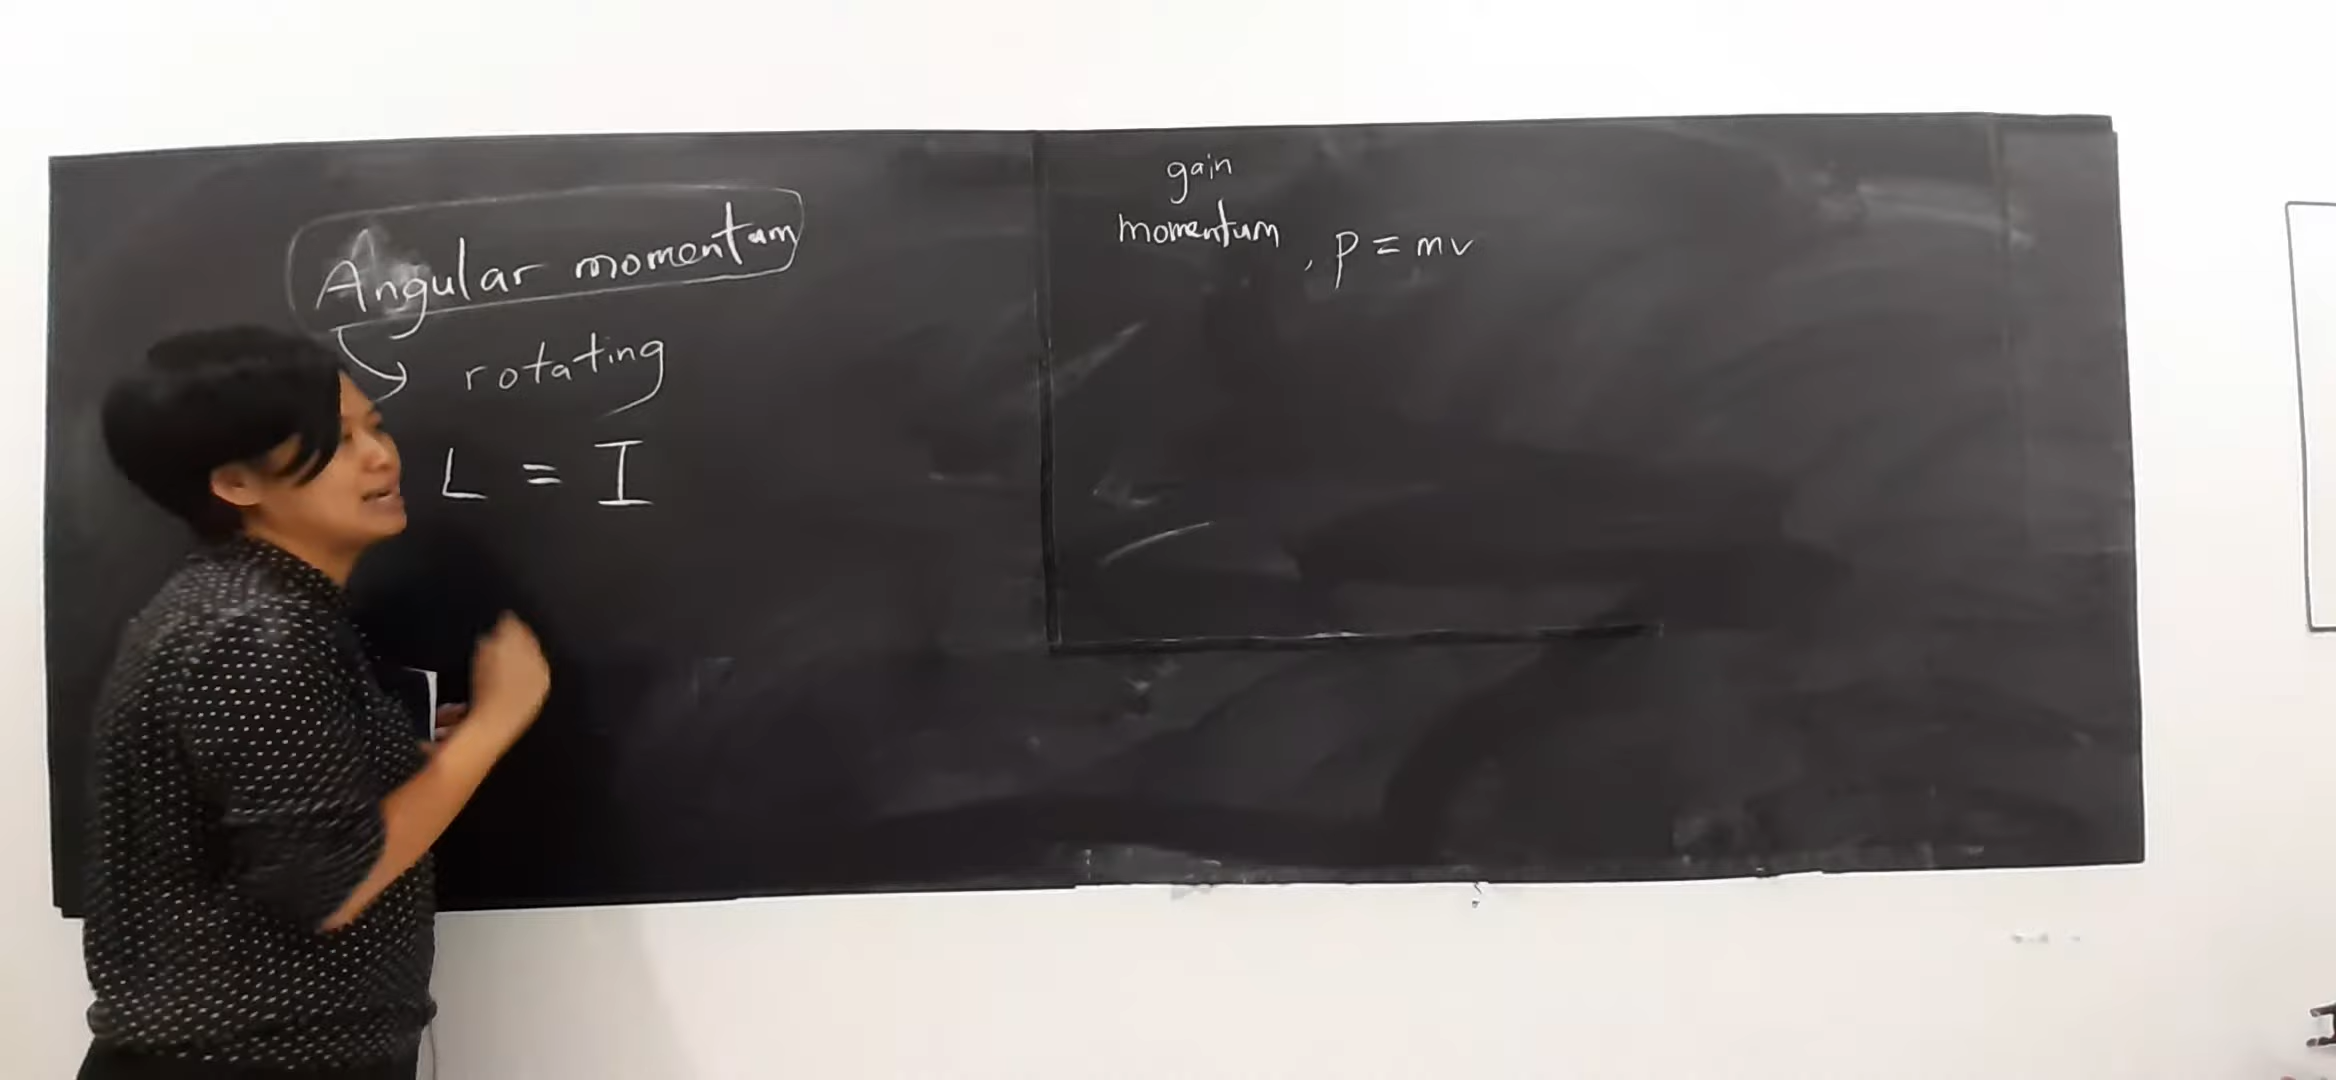 Angular momentum
rotating
L = I
gain
momentum, p = mv